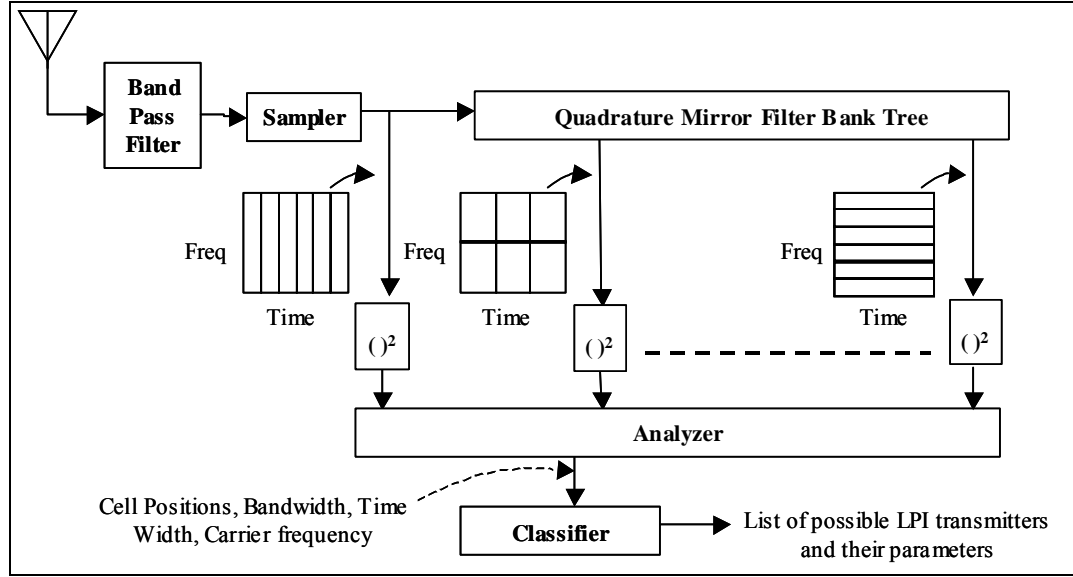 Band
Pass
Filter
Sampler
Quadrature Mirror Filter Bank Tree
Freq
Time
Freq
Time
Freq
Time
( )²
( )²
( )²
Analyzer
Cell Positions, Bandwidth, Time
Width, Carrier frequency
Classifier
List of possible LPI transmitters
and their parameters